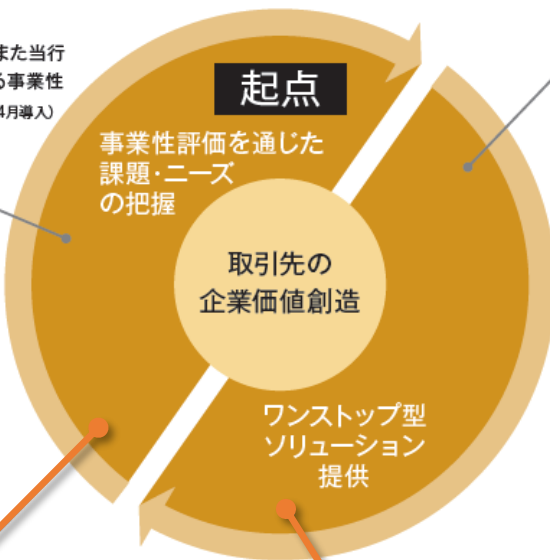 また当行
る事業性
4月導入)
起点
事業性評価を通じた
課題・ニーズ
の把握
取引先の
企業価値創造
ワンストップ型
ソリューション
提供